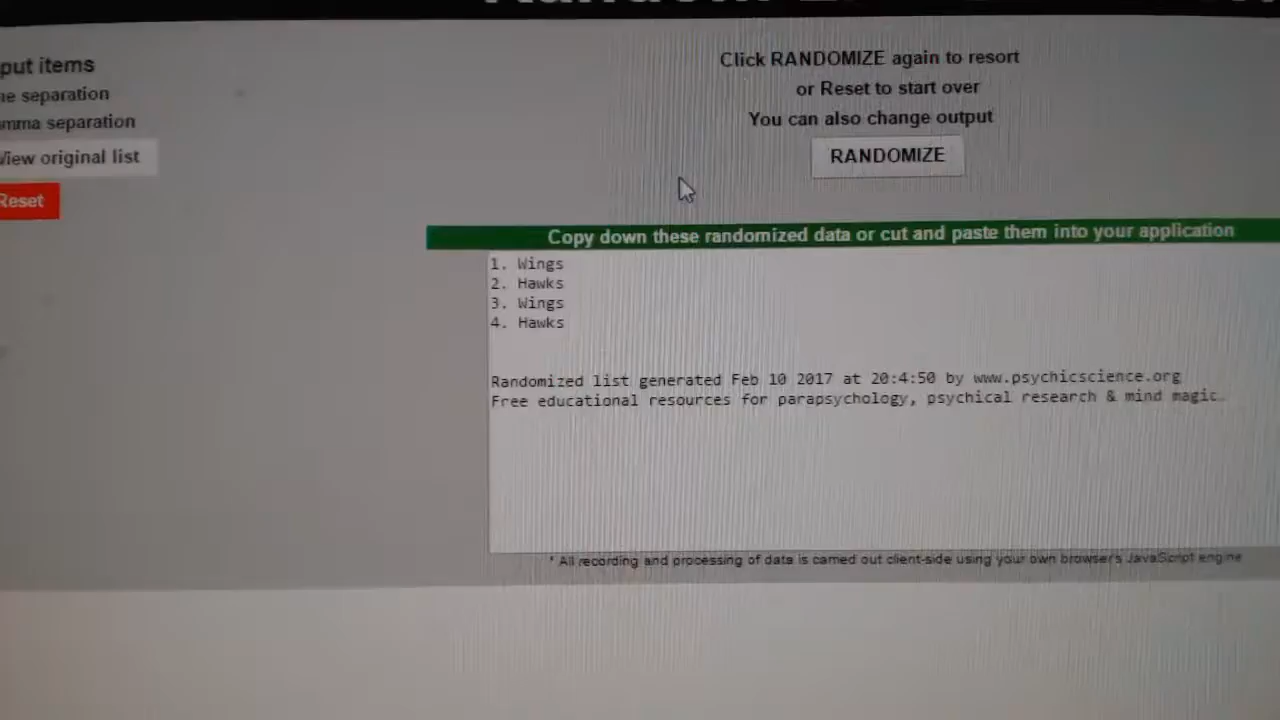 put items
separation
separation
View original list
Reset
Click RANDOMIZE again to resort
or Reset to start over
You can also change output
RANDOMIZE
Copy down these randomized data or cut and paste them into your application
1. Wings
2. Hawks
3. Wings
4. Hawks
Randomized list generated Feb 10 2017 at 20:4:50 by www.psychicscience.org
Free educational resources for parapsychology, psychical research & mind magic.
* All recording and processing of data is carried out client-side using your own browser's JavaScript engine